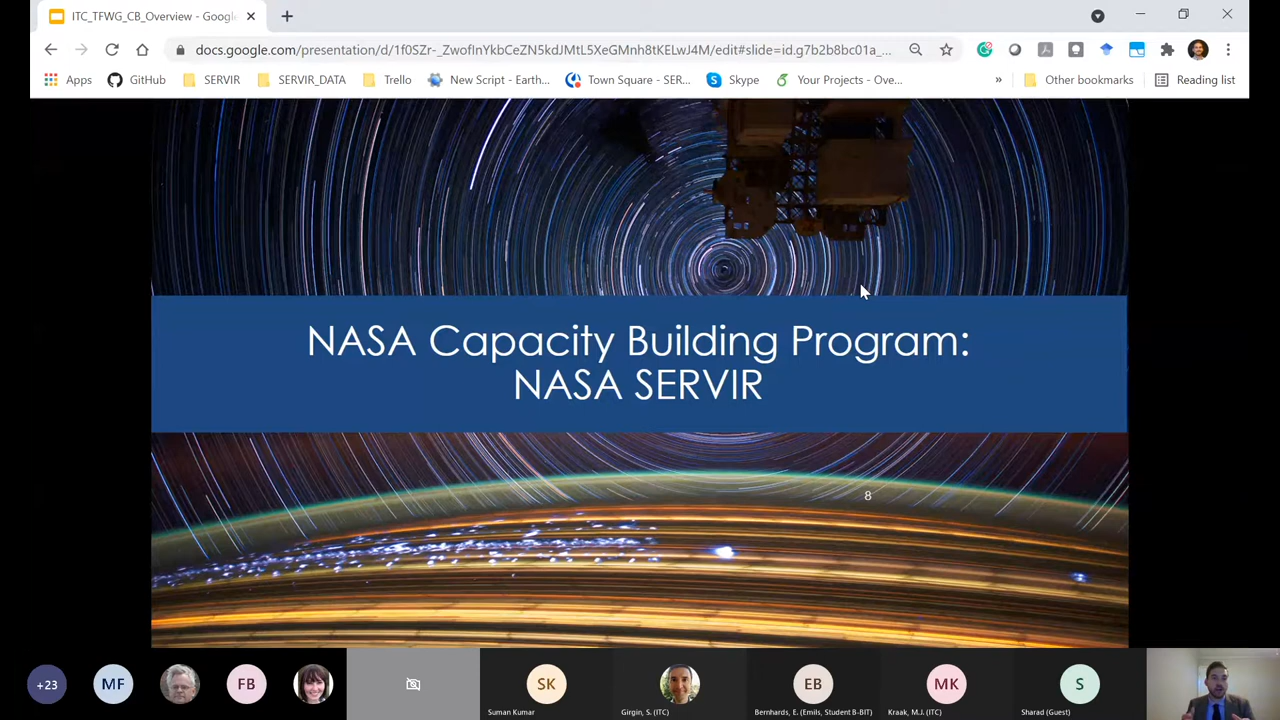 ITC_TFWG_CB_Overview - Google
docs.google.com/presentation/d/1f0SZr-_ZwofInYkbCeZN5kdJMtL5XeGMnh8tKELwJ4M/edit#slide=id.g7b2b8bc01a_...
Apps GitHub SERVIR SERVIR_DATA Trello New Script - Earth... Town Square - SER... Skype Your Projects - Ove... » Other bookmarks Reading list
NASA Capacity Building Program:
NASA SERVIR
8
+23 MF FB SK EB MK S
Suman Kumar Girgin, S. (ITC) Bernhards, E. (Emils, Student B-BIT) Kraak, M.J. (ITC) Sharad (Guest)